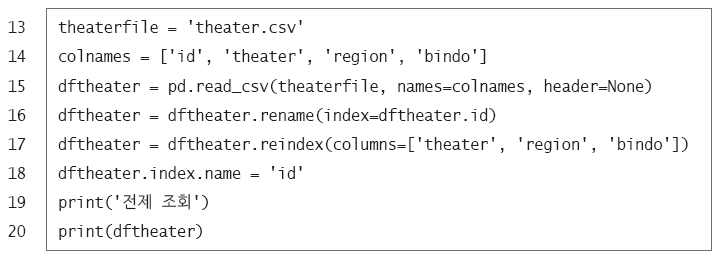 13 theaterfile = 'theater.csv'
14 colnames = ['id', 'theater', 'region', 'bindo']
15 dftheater = pd.read_csv(theaterfile, names=colnames, header=None)
16 dftheater = dftheater.rename(index=dftheater.id)
17 dftheater = dftheater.reindex(columns=['theater', 'region', 'bindo'])
18 dftheater.index.name = 'id'
19 print('전제 조회')
20 print(dftheater)